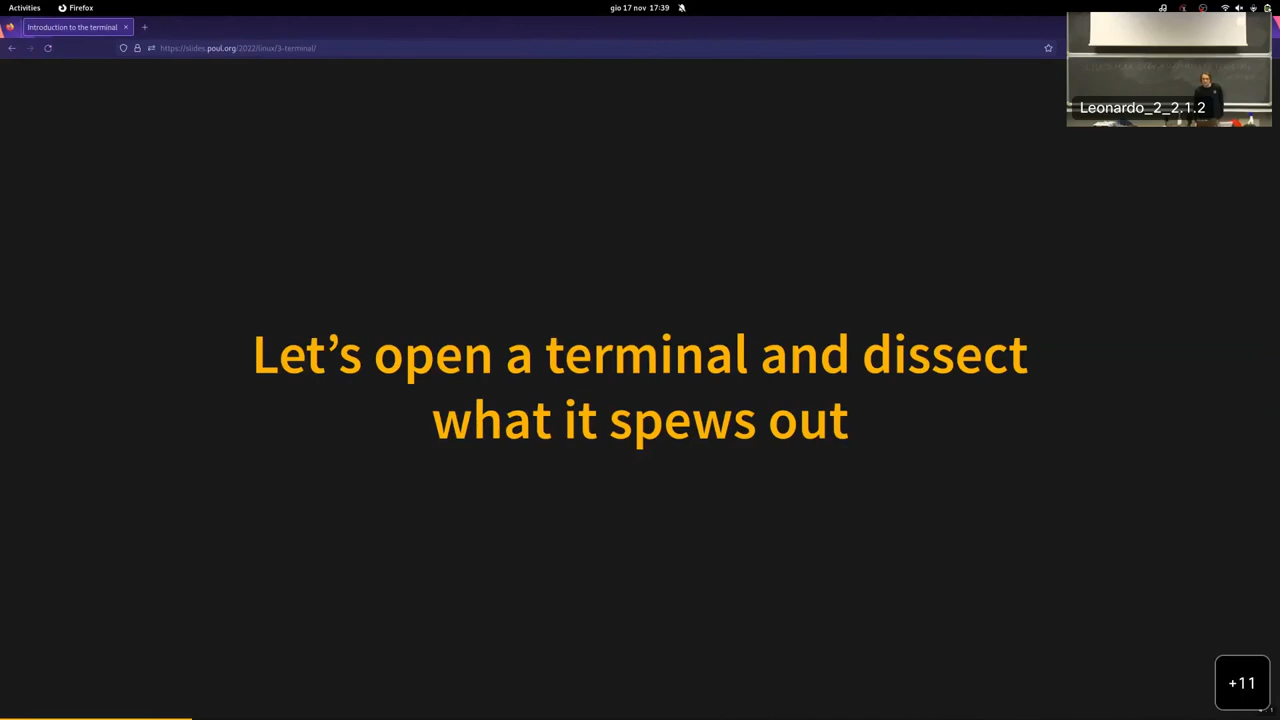 Activities
Firefox
gio 17 nov 17:39
Introduction to the terminal
https://slides.poul.org/2022/linux/3-terminal/
Leonardo_2_2.1.2
Let’s open a terminal and dissect
what it spews out
+11